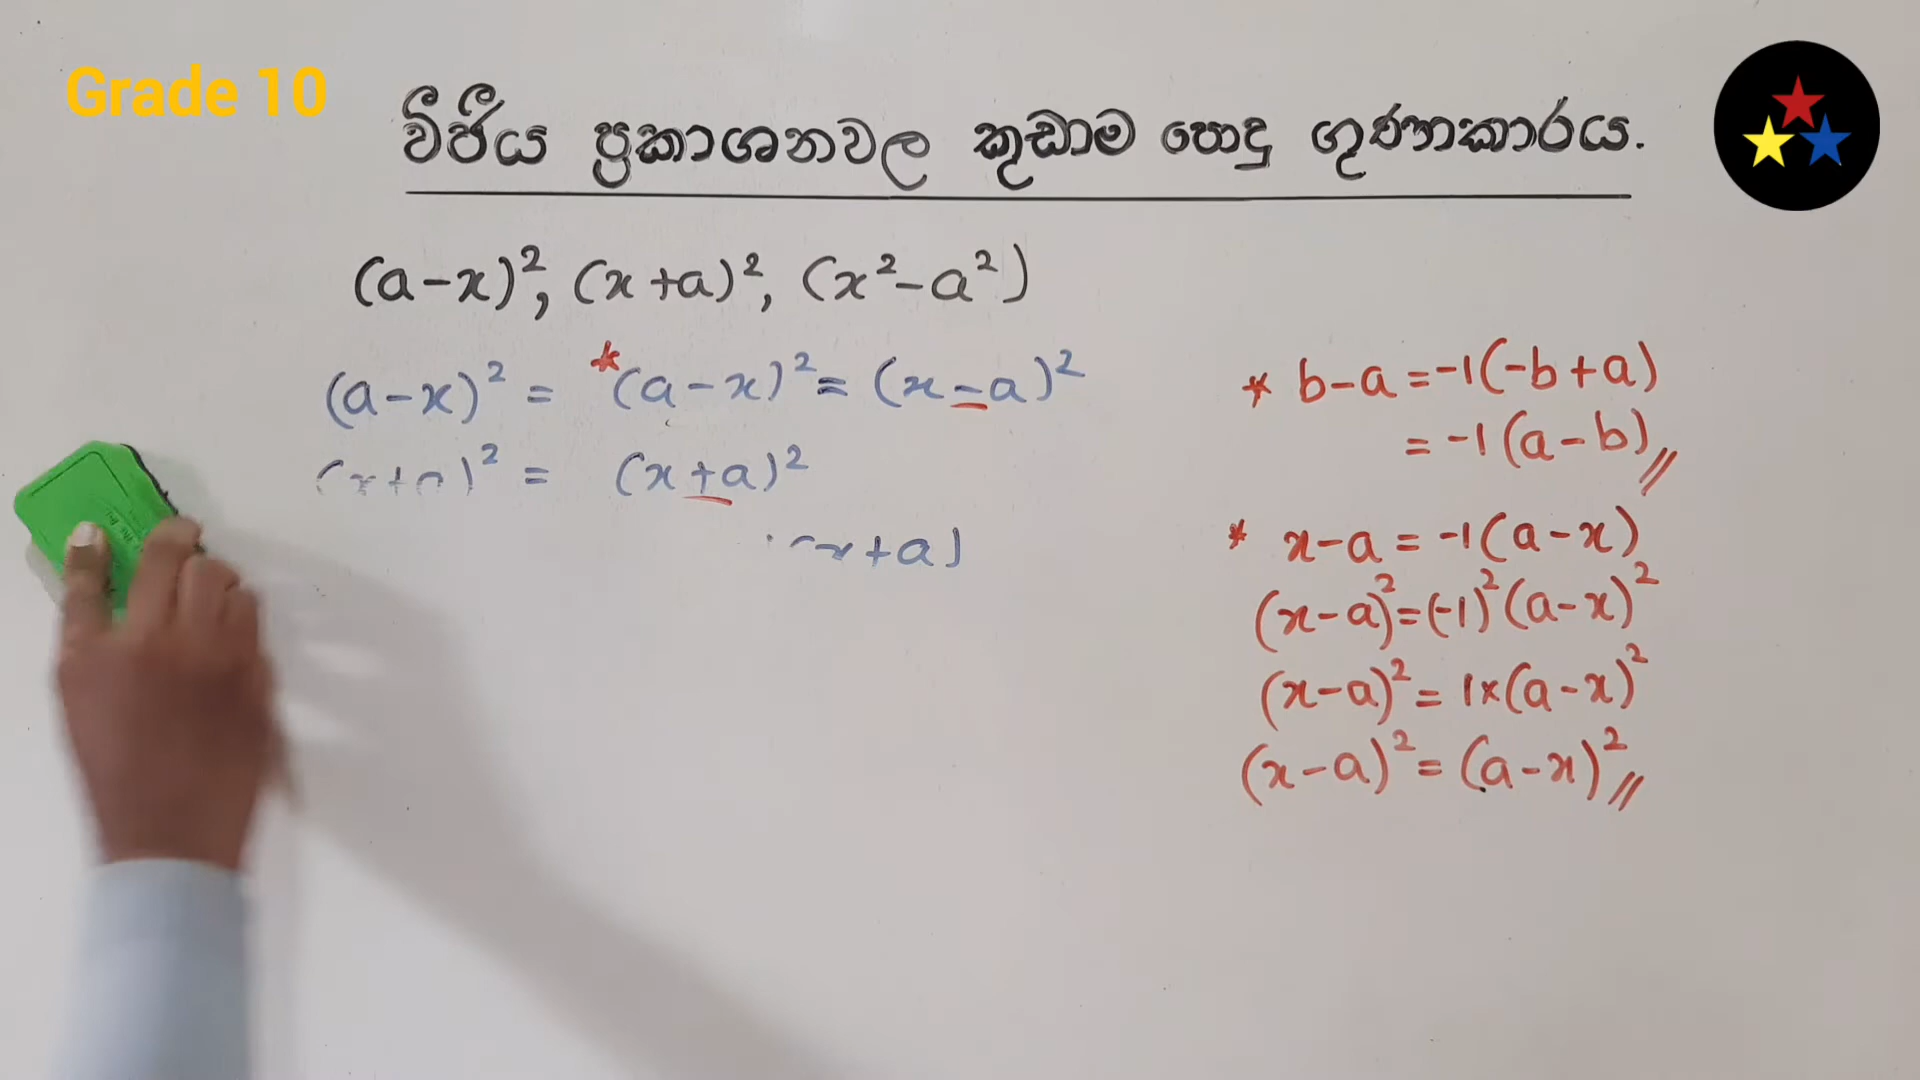 Grade 10
වීජීය ප්‍රකාශනවල කුඩාම පොදු ගුණාකාරය.
(a-x)², (x+a)², (x²-a²)
(a-x)² = *(a-x)² = (x-a)²
(x+a)² = (x+a)²
(x+a)
* b-a = -1(-b+a)
= -1(a-b)//
* x-a = -1(a-x)
(x-a)² = (-1)²(a-x)²
(x-a)² = 1×(a-x)²
(x-a)² = (a-x)²//